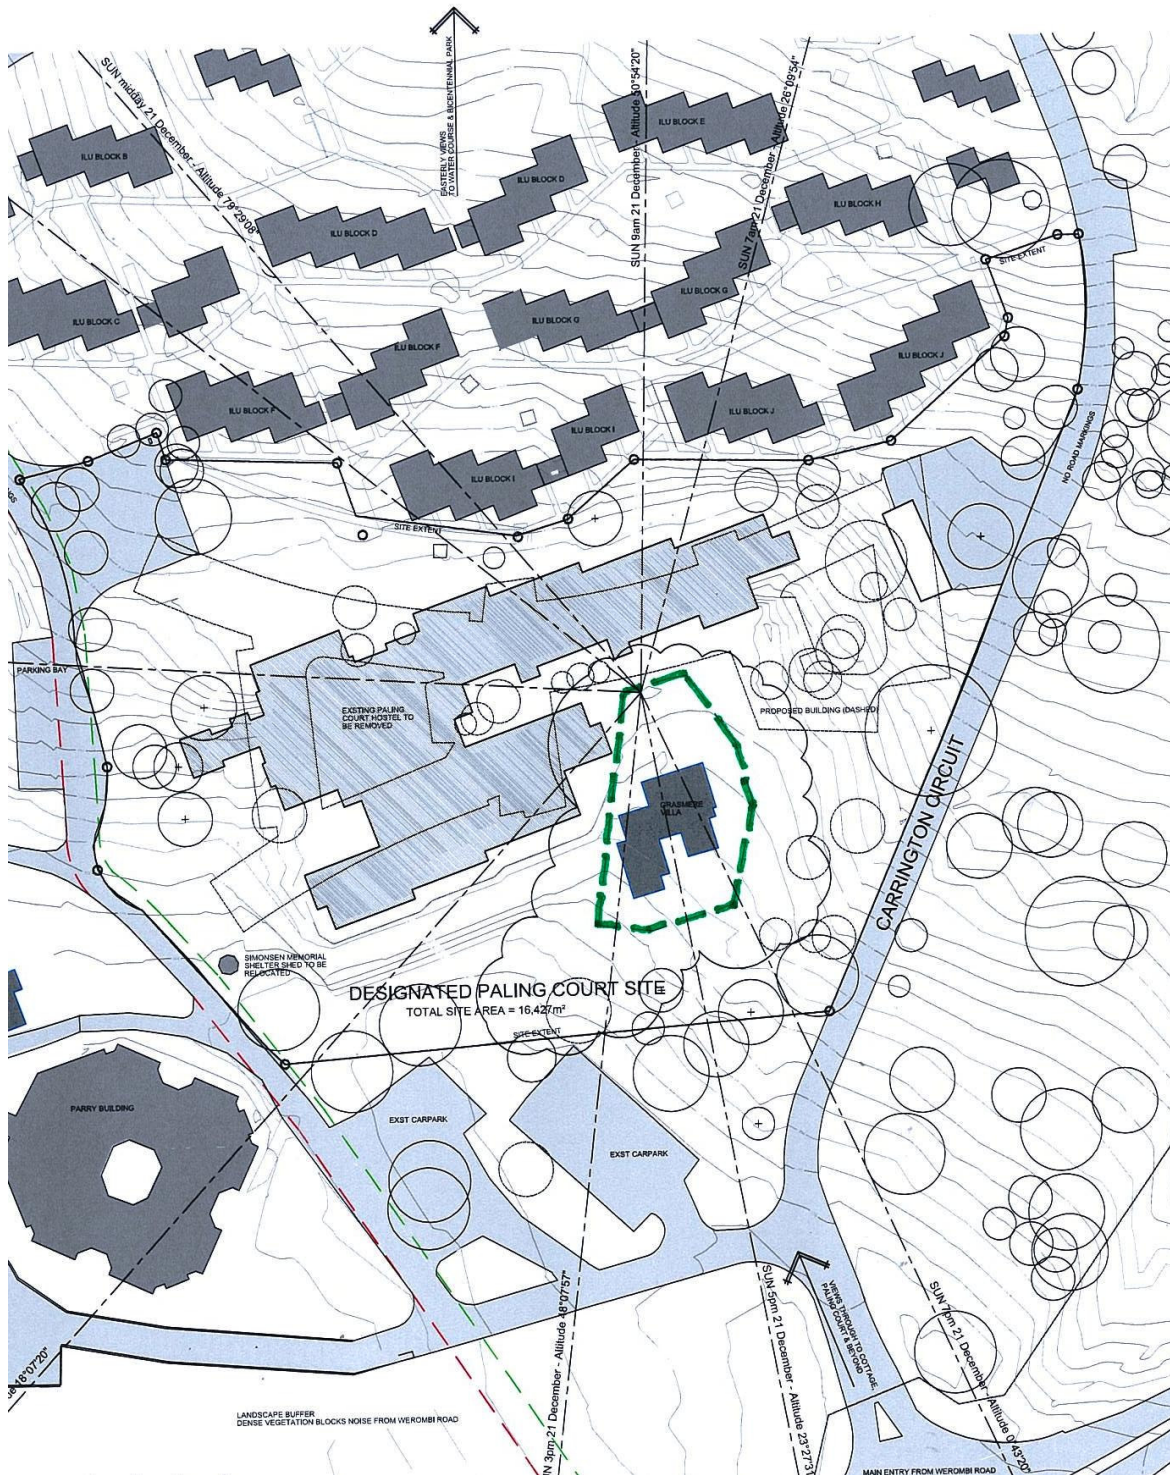 EASTERLY VIEWS
TO WATER COURSE & BICENTENNIAL PARK
SUN midday 21 December - Altitude 79°29'08"
SUN 9am 21 December - Altitude 50°54'20"
SUN 7am 21 December - Altitude 26°09'54"
ILU BLOCK B
ILU BLOCK E
ILU BLOCK D
ILU BLOCK H
ILU BLOCK D
SITE EXTENT
ILU BLOCK G
ILU BLOCK C
ILU BLOCK G
ILU BLOCK F
ILU BLOCK J
ILU BLOCK F
ILU BLOCK J
ILU BLOCK I
ILU BLOCK I
NO ROAD MARKINGS
SITE EXTENT
PARKING BAY
EXISTING PALING
COURT HOSTEL TO
BE REMOVED
PROPOSED BUILDING (DASHED)
GRASMERE
VILLA
CARRINGTON CIRCUIT
SIMONSEN MEMORIAL
SHELTER SHED TO BE
RELOCATED
DESIGNATED PALING COURT SITE
TOTAL SITE AREA = 16,427m²
SITE EXTENT
PARRY BUILDING
EXST CARPARK
EXST CARPARK
VIEWS THROUGH TO COTTAGE,
PALING COURT & BEYOND
3pm 21 December - Altitude 48°07'57"
SUN 5pm 21 December - Altitude 23°27'31
SUN 7pm 21 December - Altitude 0°43'20"
18°07'20"
LANDSCAPE BUFFER
DENSE VEGETATION BLOCKS NOISE FROM WEROMBI ROAD
MAIN ENTRY FROM WEROMBI ROAD